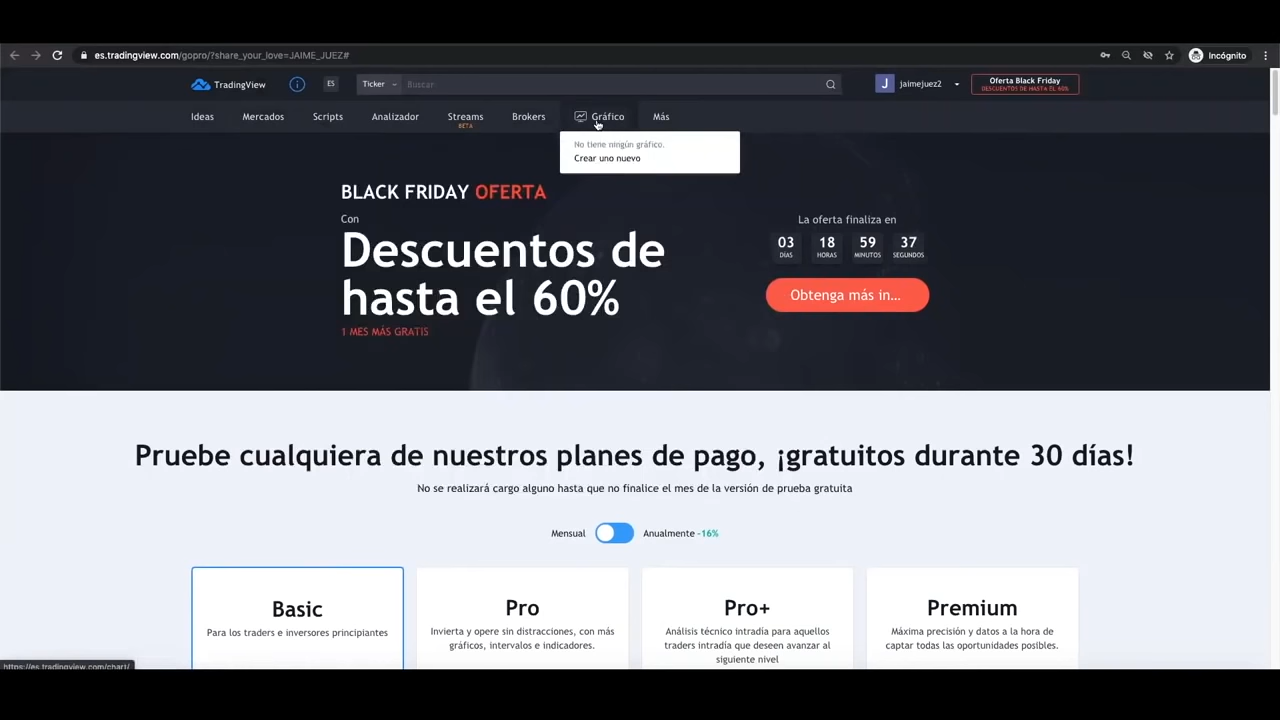 es.tradingview.com/gopro/?share_your_love=JAIME_JUEZ#
Incógnito
TradingView
ES
Ticker
Buscar
J
jaimejuez2
Oferta Black Friday
DESCUENTOS DE HASTA EL 60%
Ideas
Mercados
Scripts
Analizador
Streams
BETA
Brokers
Gráfico
Más
No tiene ningún gráfico.
Crear uno nuevo
BLACK FRIDAY OFERTA
Con
Descuentos de
hasta el 60%
1 MES MÁS GRATIS
La oferta finaliza en
03 18 59 37
DÍAS HORAS MINUTOS SEGUNDOS
Obtenga más in...
Pruebe cualquiera de nuestros planes de pago, ¡gratuitos durante 30 días!
No se realizará cargo alguno hasta que no finalice el mes de la versión de prueba gratuita
Mensual
Anualmente -16%
Basic
Para los traders e inversores principiantes
Pro
Invierta y opere sin distracciones, con más
gráficos, intervalos e indicadores.
Pro+
Análisis técnico intradía para aquellos
traders intradía que deseen avanzar al
siguiente nivel
Premium
Máxima precisión y datos a la hora de
captar todas las oportunidades posibles.
https://es.tradingview.com/chart/